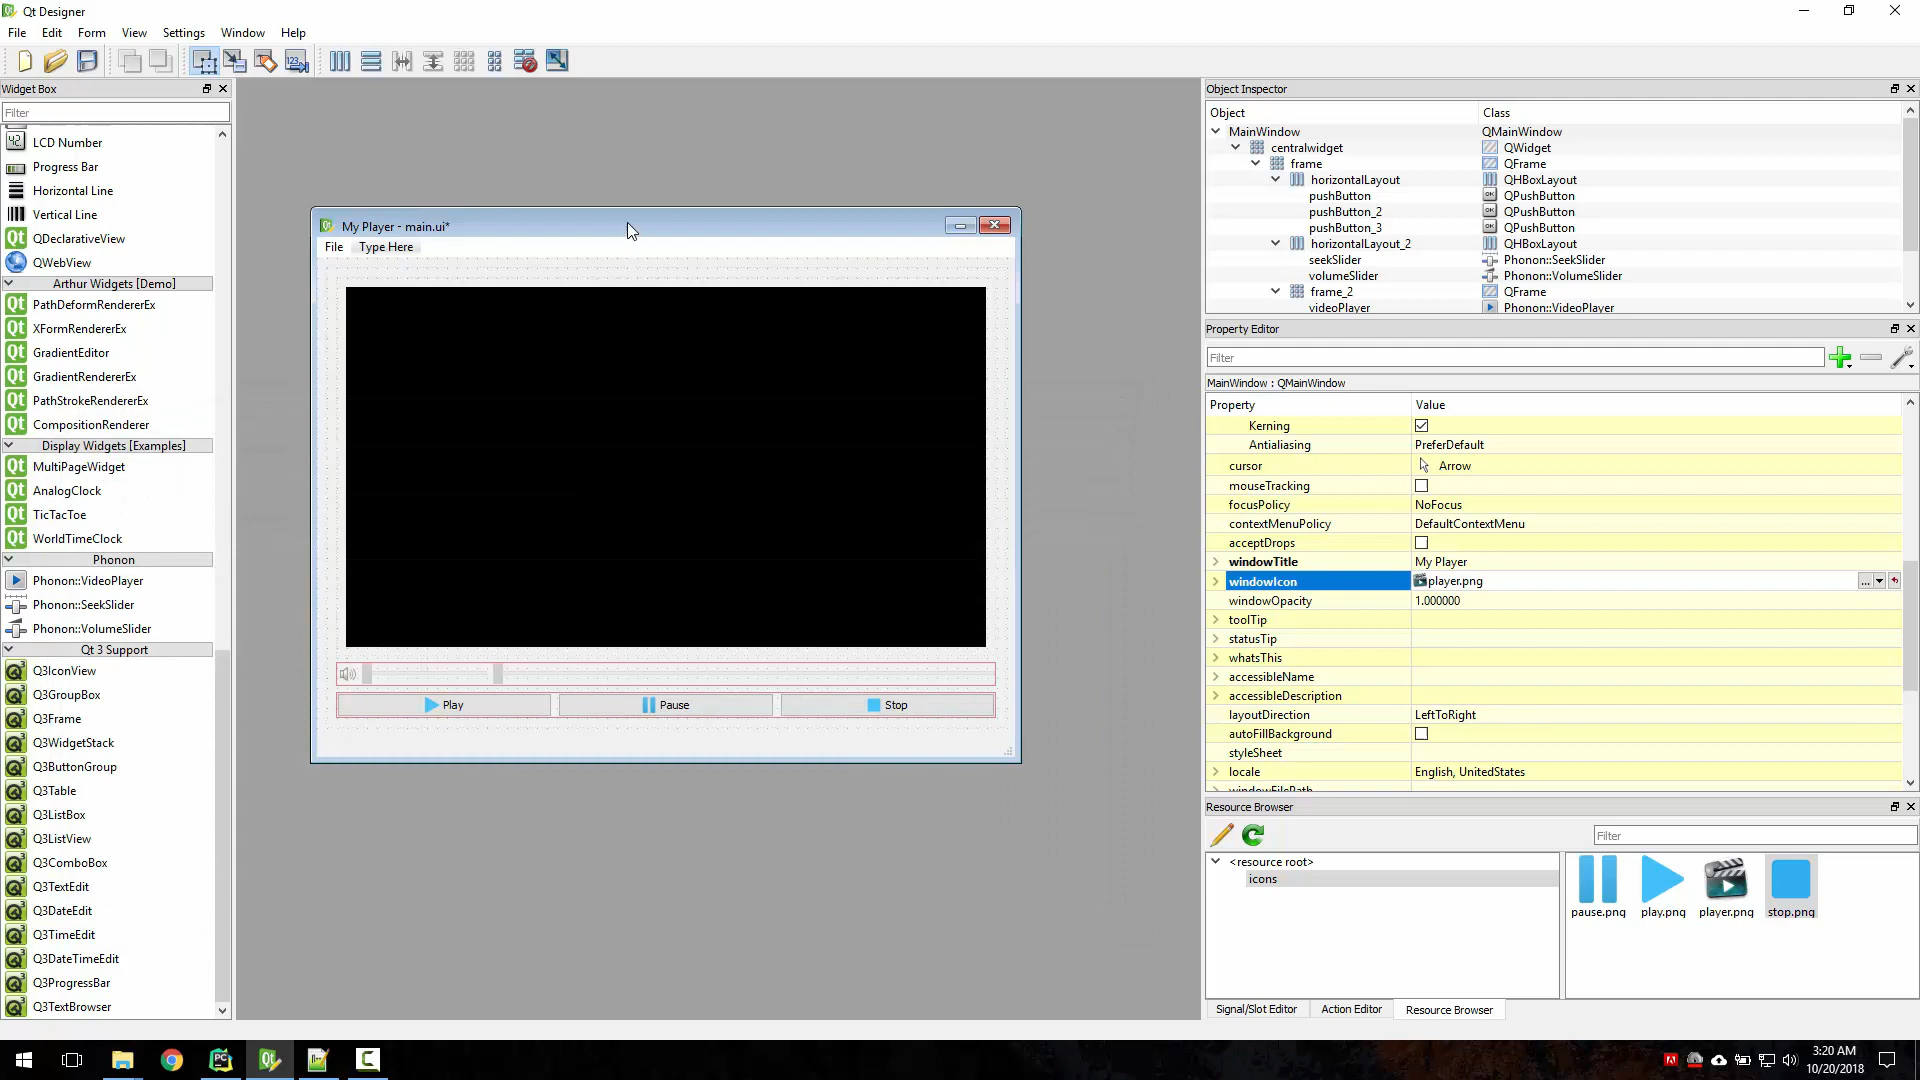 Qt Designer
File Edit Form View Settings Window Help
Widget Box
Filter
LCD Number
Progress Bar
Horizontal Line
Vertical Line
QDeclarativeView
QWebView
Arthur Widgets [Demo]
PathDeformRendererEx
XFormRendererEx
GradientEditor
GradientRendererEx
PathStrokeRendererEx
CompositionRenderer
Display Widgets [Examples]
MultiPageWidget
AnalogClock
TicTacToe
WorldTimeClock
Phonon
Phonon::VideoPlayer
Phonon::SeekSlider
Phonon::VolumeSlider
Qt 3 Support
Q3IconView
Q3GroupBox
Q3Frame
Q3WidgetStack
Q3ButtonGroup
Q3Table
Q3ListBox
Q3ListView
Q3ComboBox
Q3TextEdit
Q3DateEdit
Q3TimeEdit
Q3DateTimeEdit
Q3ProgressBar
Q3TextBrowser
My Player - main.ui*
File Type Here
Play Pause Stop
Object Inspector
Object Class
MainWindow QMainWindow
centralwidget QWidget
frame QFrame
horizontalLayout QHBoxLayout
pushButton QPushButton
pushButton_2 QPushButton
pushButton_3 QPushButton
horizontalLayout_2 QHBoxLayout
seekSlider Phonon::SeekSlider
volumeSlider Phonon::VolumeSlider
frame_2 QFrame
videoPlayer Phonon::VideoPlayer
Property Editor
Filter
MainWindow : QMainWindow
Property Value
Kerning
Antialiasing PreferDefault
cursor Arrow
mouseTracking
focusPolicy NoFocus
contextMenuPolicy DefaultContextMenu
acceptDrops
windowTitle My Player
windowIcon player.png ...
windowOpacity 1.000000
toolTip
statusTip
whatsThis
accessibleName
accessibleDescription
layoutDirection LeftToRight
autoFillBackground
styleSheet
locale English, UnitedStates
windowFilePath
Resource Browser
Filter
<resource root>
icons
pause.png play.png player.png stop.png
Signal/Slot Editor Action Editor Resource Browser
3:20 AM
10/20/2018